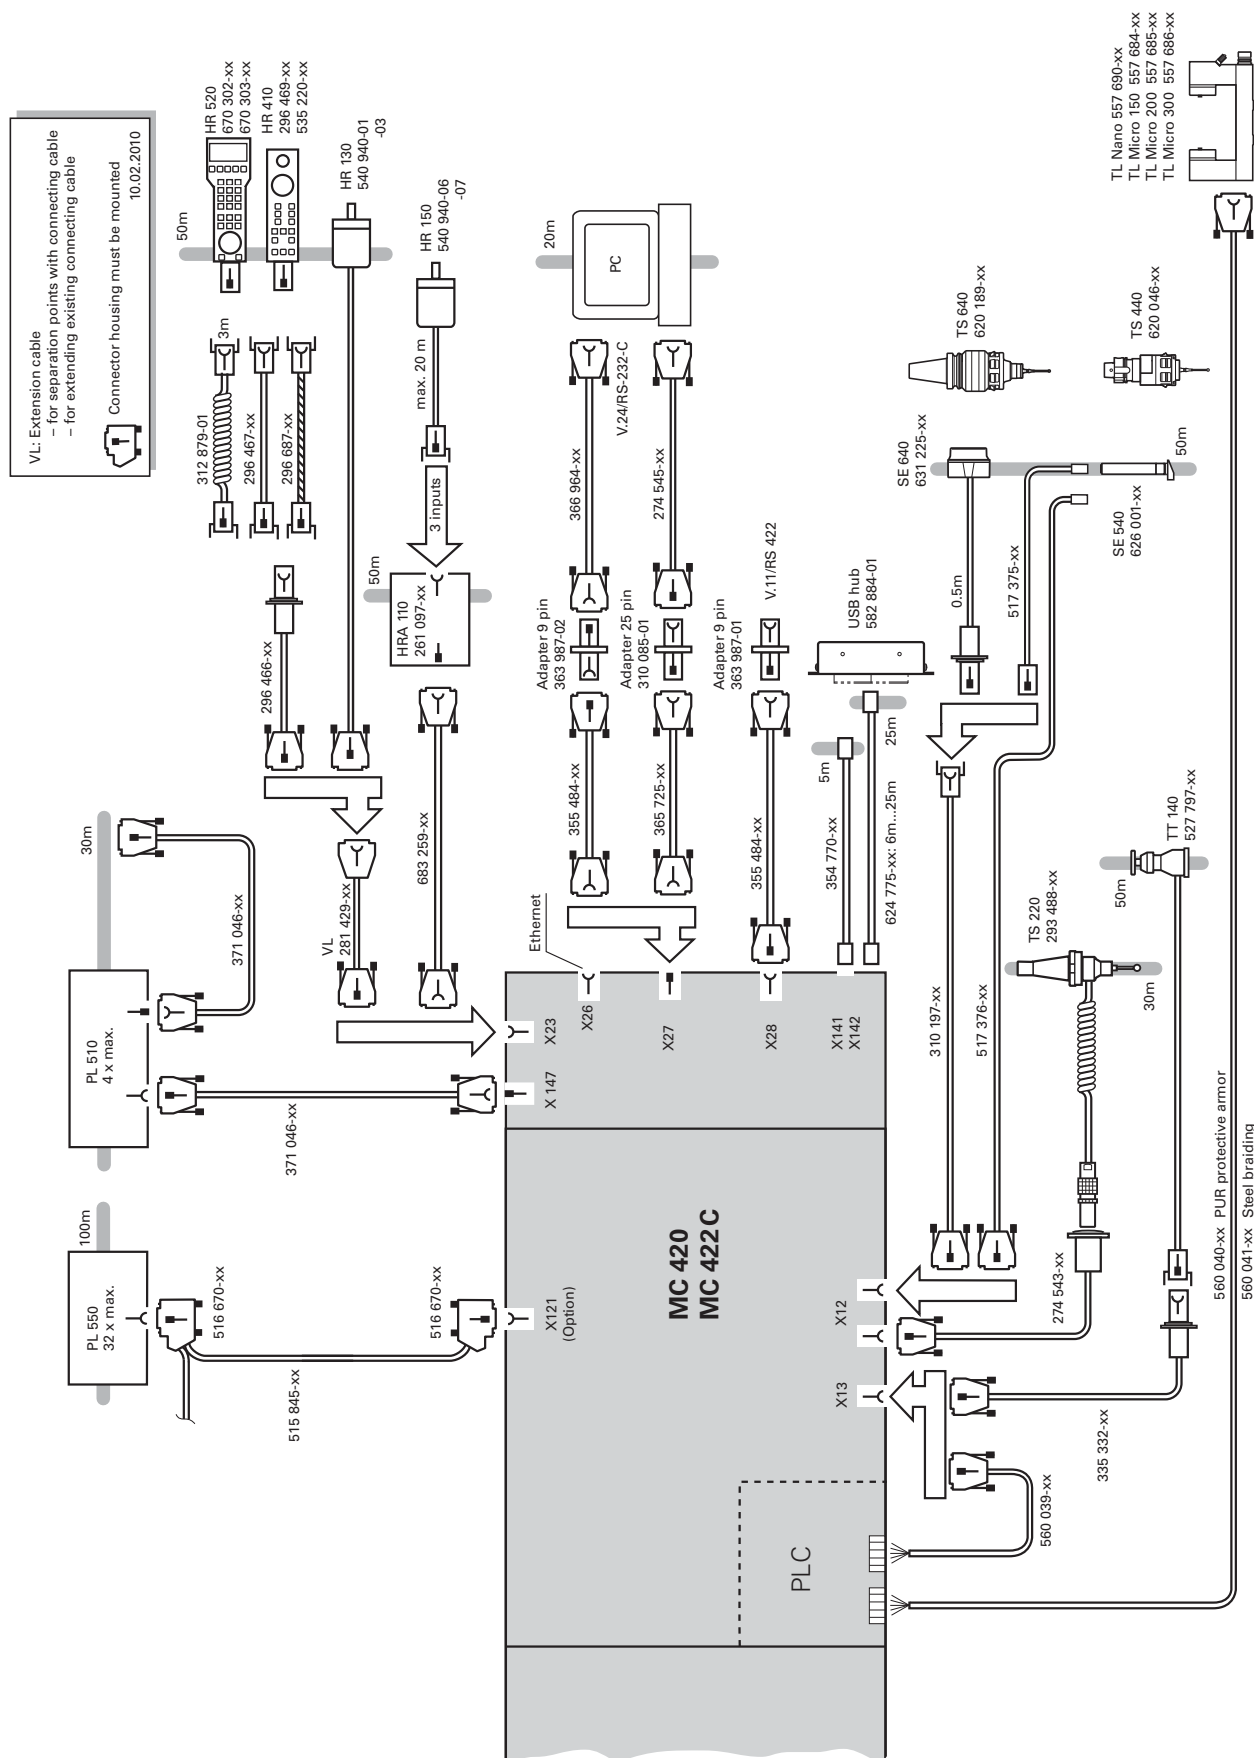 VL: Extension cable
– for separation points with connecting cable
– for extending existing connecting cable
Connector housing must be mounted
10.02.2010
50m
HR 520
670 302-xx
670 303-xx
HR 410
296 469-xx
535 220-xx
HR 130
540 940-01
-03
HR 150
540 940-06
-07
3m
312 879-01
296 467-xx
296 687-xx
max. 20 m
3 inputs
50m
HRA 110
261 097-xx
296 466-xx
VL
281 429-xx
683 259-xx
20m
PC
V.24/RS-232-C
366 964-xx
274 545-xx
Adapter 9 pin
363 987-02
Adapter 25 pin
310 085-01
355 484-xx
365 725-xx
V.11/RS 422
Adapter 9 pin
363 987-01
355 484-xx
USB hub
582 884-01
5m
25m
354 770-xx
624 775-xx: 6m...25m
Ethernet
30m
371 046-xx
PL 510
4 x max.
371 046-xx
100m
PL 550
32 x max.
516 670-xx
516 670-xx
515 845-xx
X23
X 147
X121
(Option)
X26
X27
X28
X141
X142
MC 420
MC 422 C
X12
X13
PLC
TS 640
620 189-xx
TS 440
620 046-xx
SE 640
631 225-xx
50m
SE 540
626 001-xx
0.5m
517 375-xx
310 197-xx
517 376-xx
TS 220
293 488-xx
30m
50m
TT 140
527 797-xx
274 543-xx
335 332-xx
560 039-xx
TL Nano 557 690-xx
TL Micro 150 557 684-xx
TL Micro 200 557 685-xx
TL Micro 300 557 686-xx
560 040-xx PUR protective armor
560 041-xx Steel braiding